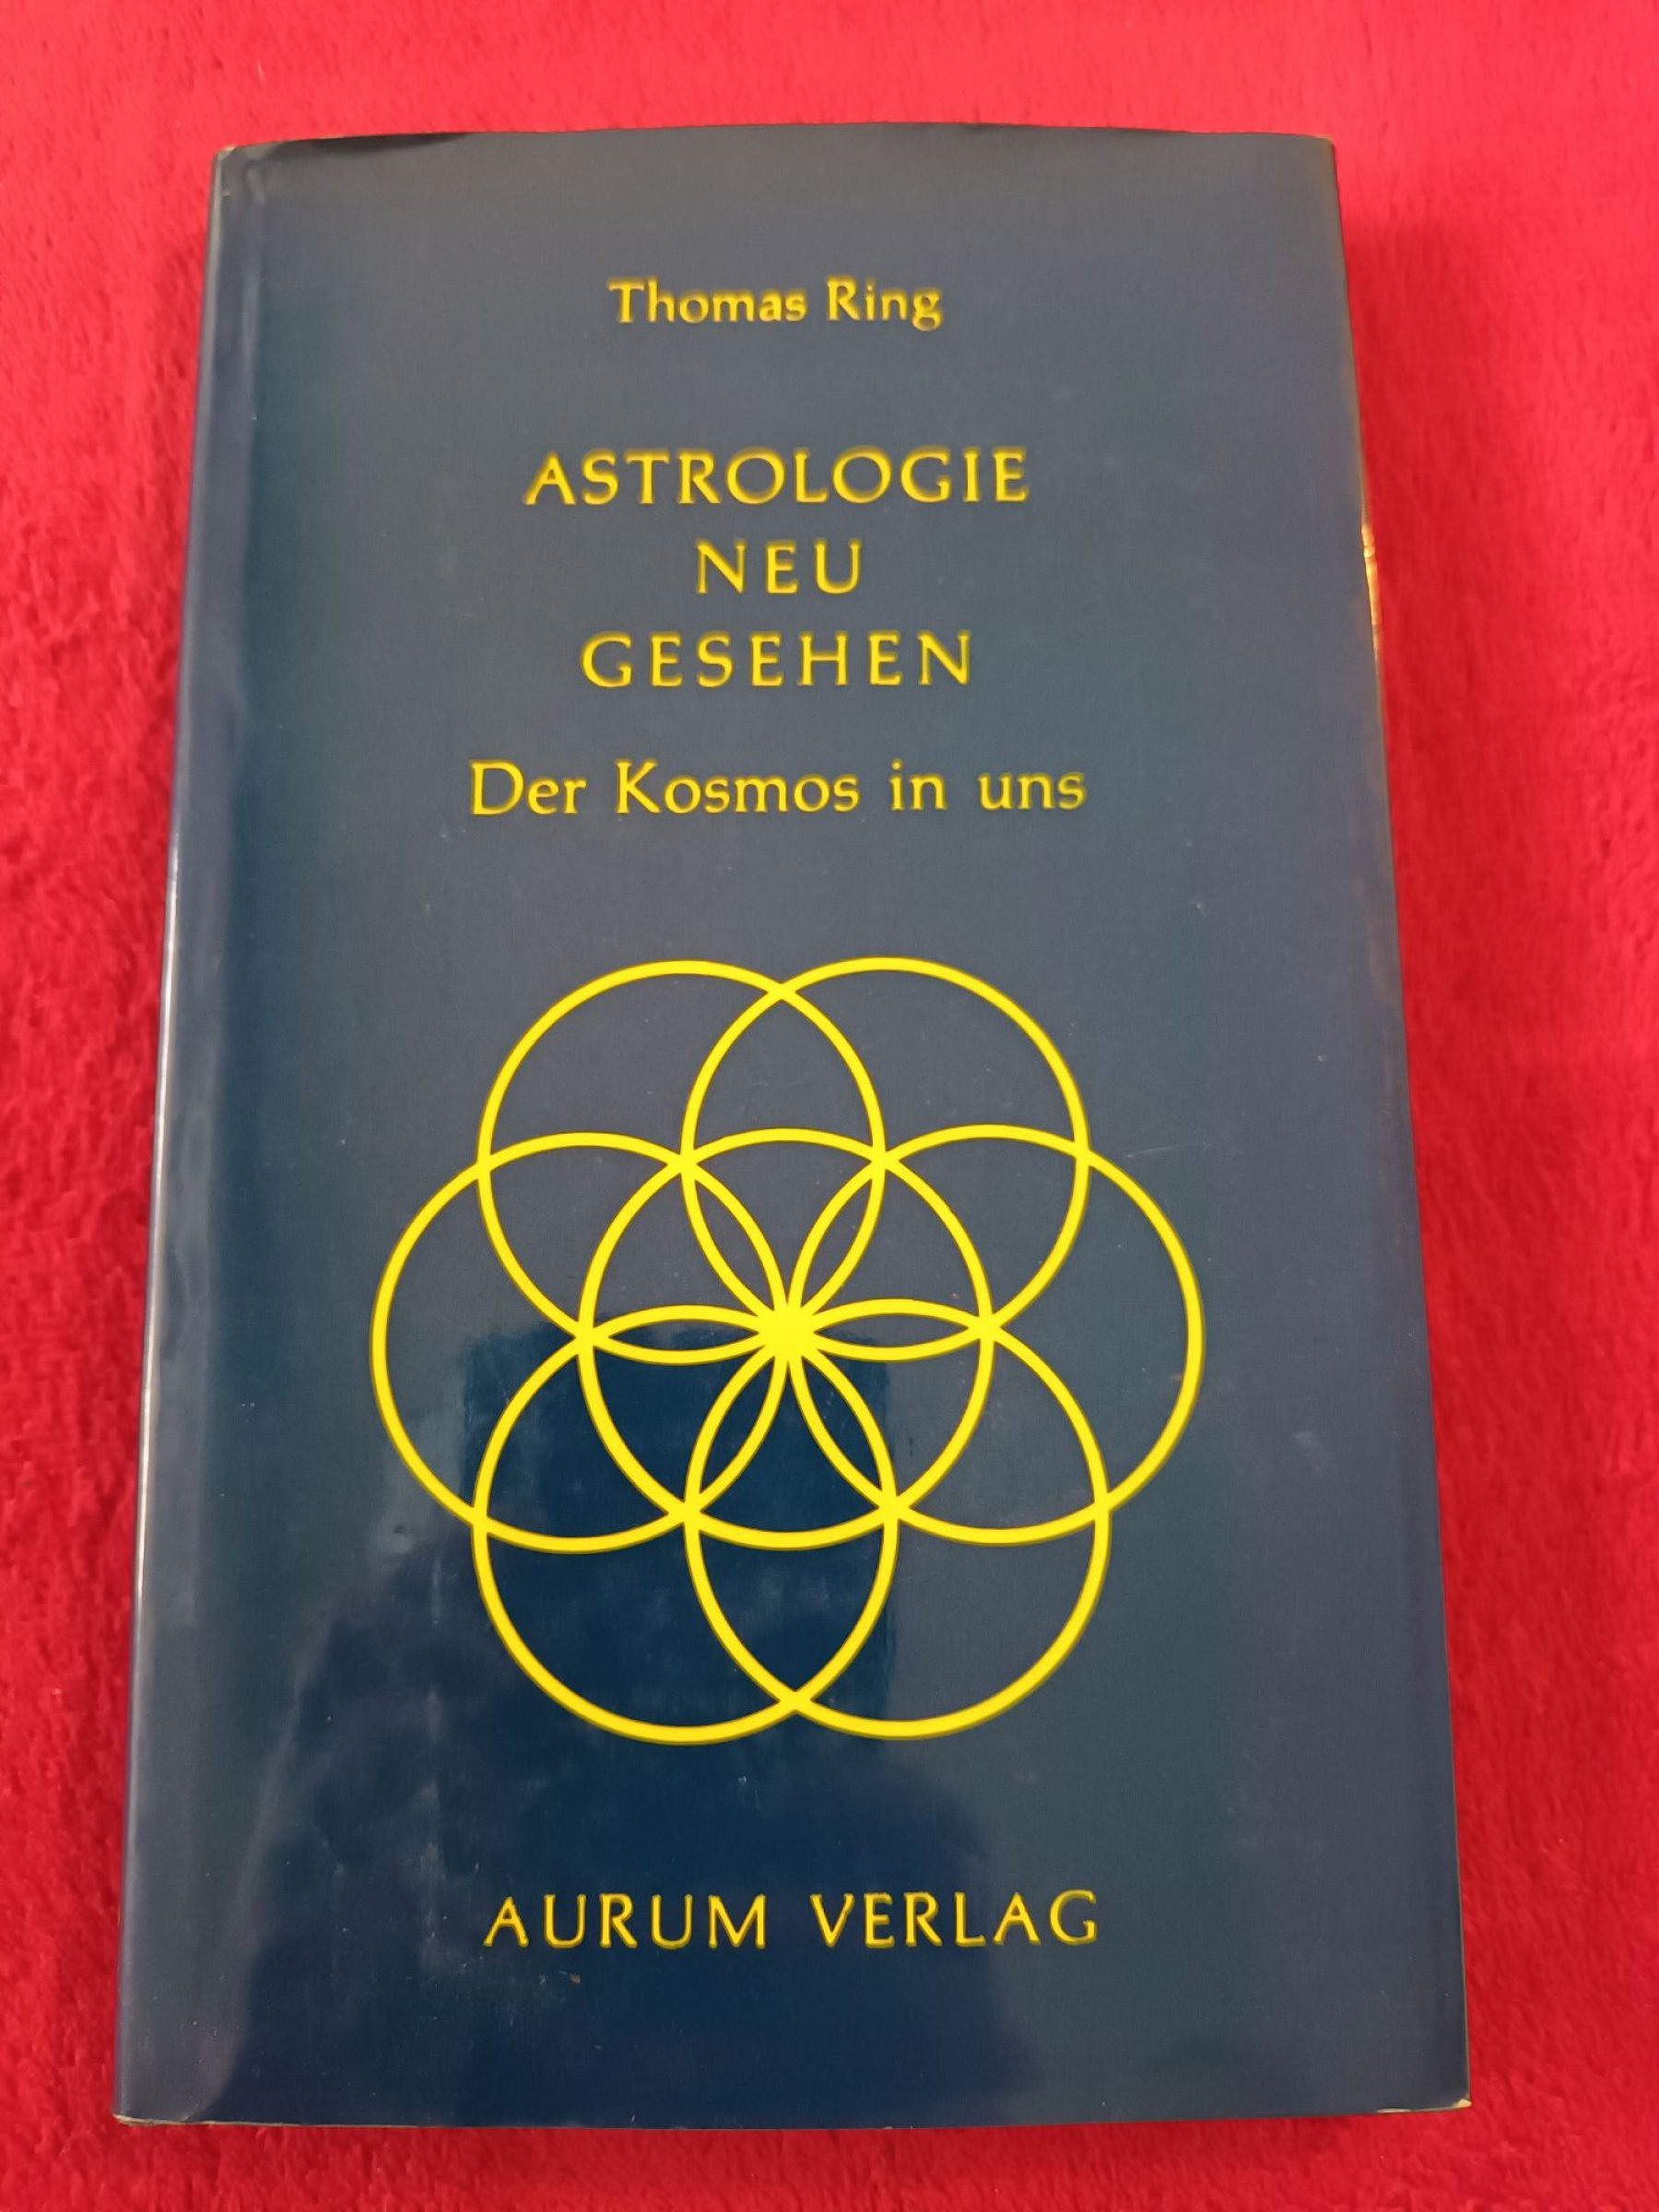 Thomas Ring
ASTROLOGIE
NEU
GESEHEN
Der Kosmos in uns
AURUM VERLAG